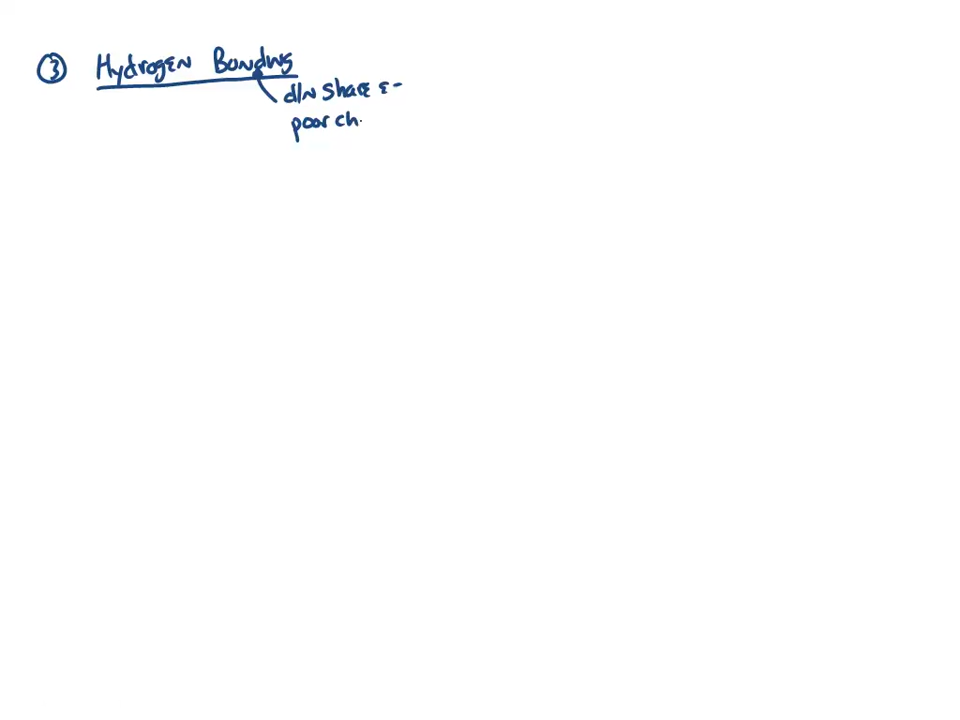 ③ Hydrogen Bonding
d/n share e-
poor ch